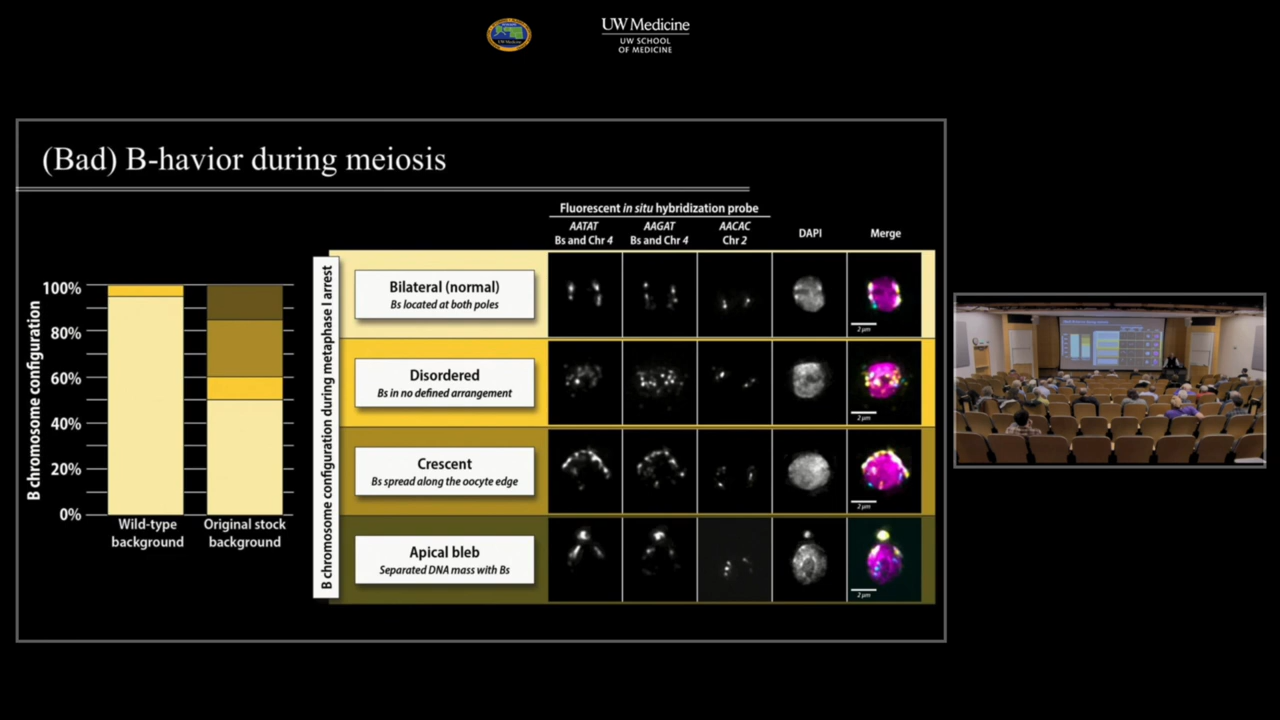 UW Medicine
UW SCHOOL
OF MEDICINE
(Bad) B-havior during meiosis
B chromosome configuration
100%
80%
60%
40%
20%
0%
Wild-type
background
Original stock
background
B chromosome configuration during metaphase I arrest
Fluorescent in situ hybridization probe
AATAT
Bs and Chr 4
AAGAT
Bs and Chr 4
AACAC
Chr 2
DAPI
Merge
Bilateral (normal)
Bs located at both poles
2 µm
Disordered
Bs in no defined arrangement
2 µm
Crescent
Bs spread along the oocyte edge
2 µm
Apical bleb
Separated DNA mass with Bs
2 µm